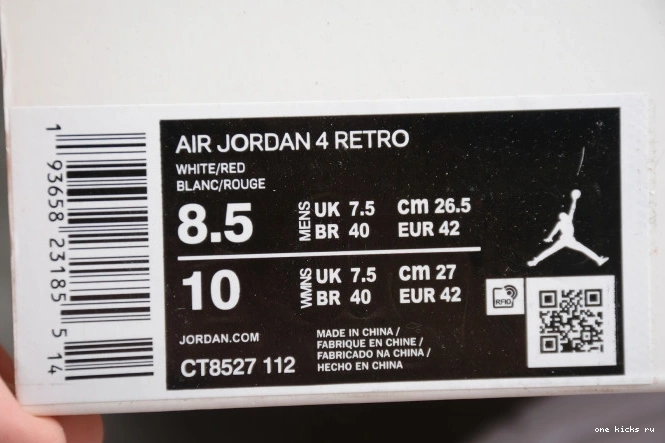 AIR JORDAN 4 RETRO
WHITE/RED
BLANC/ROUGE
8.5 MENS UK 7.5 cm 26.5
BR 40 EUR 42
10 WMNS UK 7.5 cm 27
BR 40 EUR 42
JORDAN.COM
CT8527 112
MADE IN CHINA /
FABRIQUE EN CHINE /
FABRICADO NA CHINA /
HECHO EN CHINA
RFID
1 93658 23185 5 14
one kicks ru